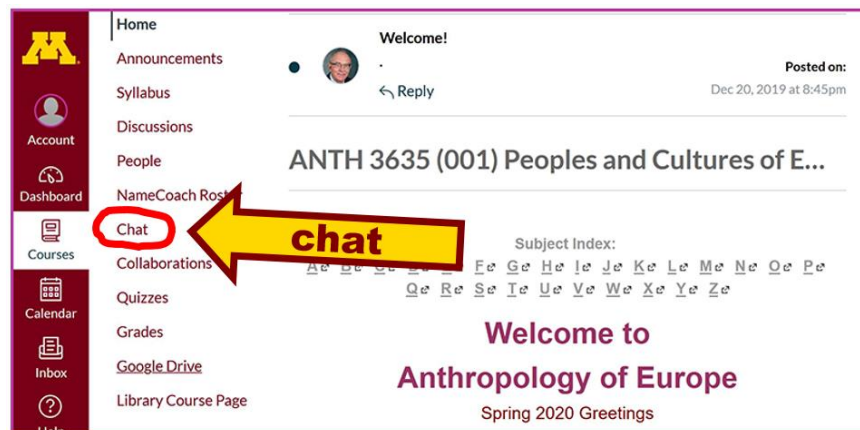 M
Account
Dashboard
Courses
Calendar
Inbox
Help
Home
Announcements
Syllabus
Discussions
People
NameCoach Roster
Chat
Collaborations
Quizzes
Grades
Google Drive
Library Course Page
Welcome!
.
Reply
Posted on:
Dec 20, 2019 at 8:45pm
ANTH 3635 (001) Peoples and Cultures of E...
chat
Subject Index:
A B C D E F G H I J K L M N O P
Q R S T U V W X Y Z
Welcome to
Anthropology of Europe
Spring 2020 Greetings